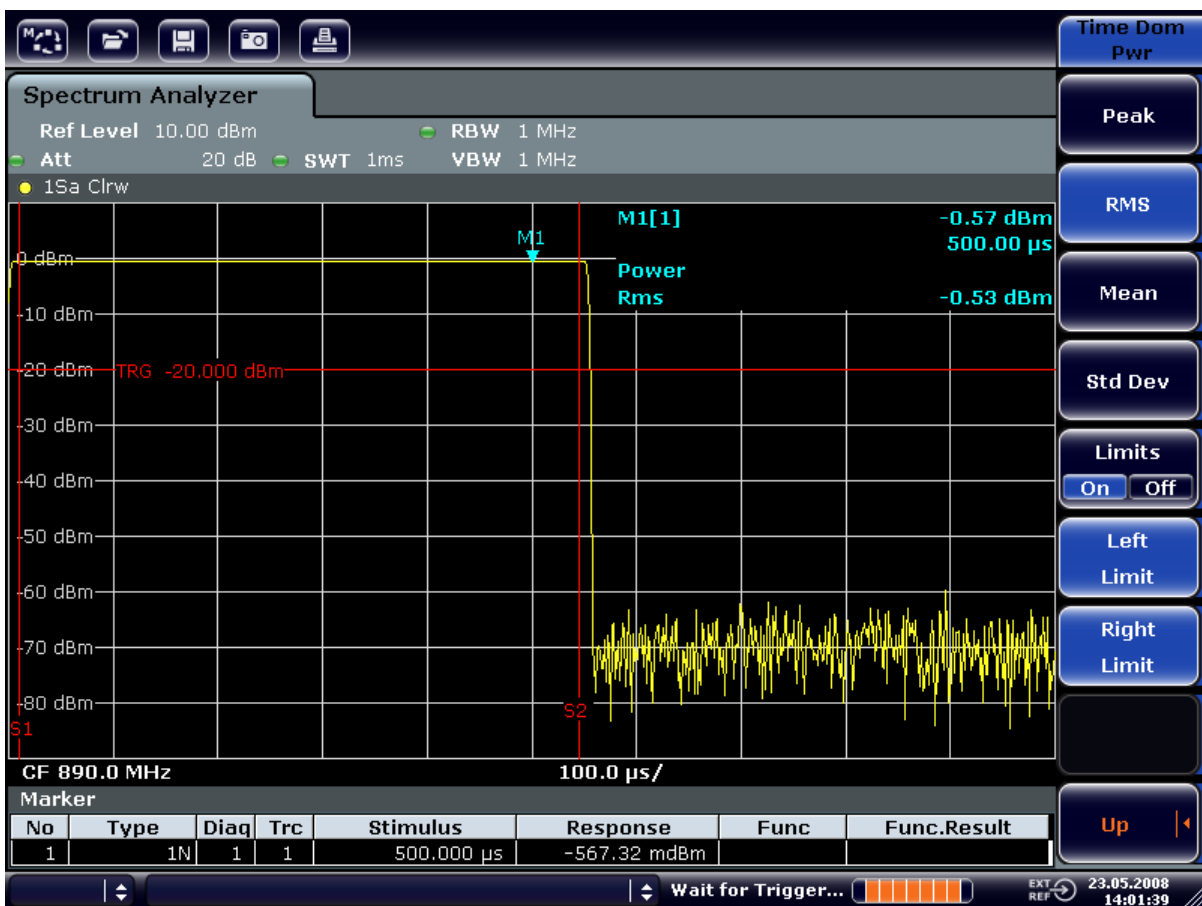 Time Dom
Pwr
Spectrum Analyzer
Ref Level 10.00 dBm RBW 1 MHz
Att 20 dB SWT 1ms VBW 1 MHz
1Sa Clrw
M1[1] -0.57 dBm
500.00 µs
Power
Rms -0.53 dBm
M1
0 dBm
-10 dBm
-20 dBm
TRG -20.000 dBm
-30 dBm
-40 dBm
-50 dBm
-60 dBm
-70 dBm
-80 dBm
S1
S2
CF 890.0 MHz 100.0 µs/
Marker
No Type Diag Trc Stimulus Response Func Func.Result
1 1N 1 1 500.000 µs -567.32 mdBm
Wait for Trigger...
EXT
REF
23.05.2008
14:01:39
Peak
RMS
Mean
Std Dev
Limits
On Off
Left
Limit
Right
Limit
Up
M